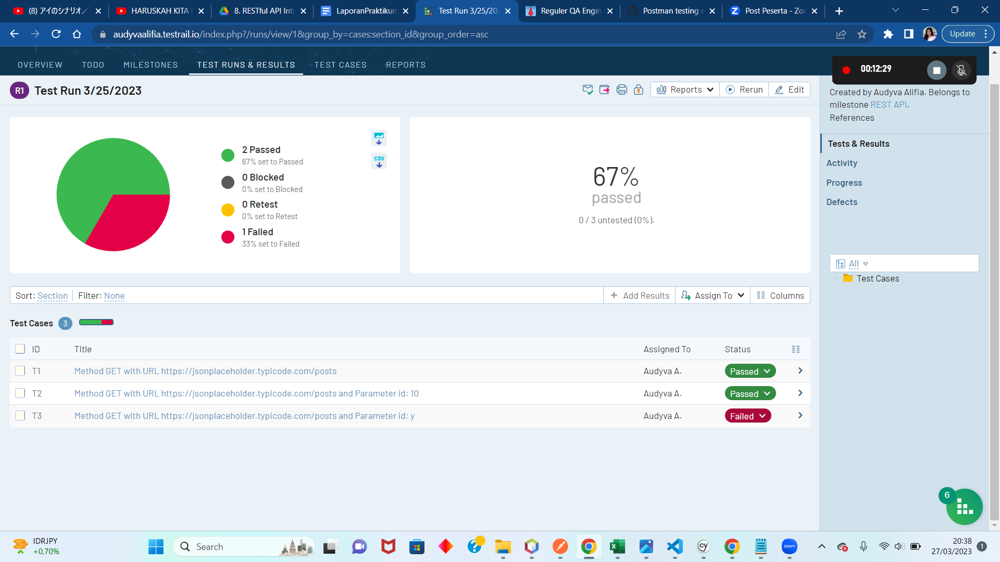 (8) アイのシナリオ／
HARUSKAH KITA
8. RESTful API Intr
LaporanPraktikum
Test Run 3/25/202
Reguler QA Engin
Postman testing s
Post Peserta - Zoo
audyvaalifia.testrail.io/index.php?/runs/view/1&group_by=cases:section_id&group_order=asc
Update
OVERVIEW
TODO
MILESTONES
TEST RUNS & RESULTS
TEST CASES
REPORTS
00:12:29
R1
Test Run 3/25/2023
Reports
Rerun
Edit
Created by Audyva Alifia. Belongs to
milestone REST API.
References
Tests & Results
Activity
Progress
Defects
All
Test Cases
2 Passed
67% set to Passed
0 Blocked
0% set to Blocked
0 Retest
0% set to Retest
1 Failed
33% set to Failed
CSV
67%
passed
0 / 3 untested (0%).
Sort: Section
Filter: None
Add Results
Assign To
Columns
Test Cases 3
ID Title Assigned To Status
T1 Method GET with URL https://jsonplaceholder.typicode.com/posts Audyva A. Passed
T2 Method GET with URL https://jsonplaceholder.typicode.com/posts and Parameter id: 10 Audyva A. Passed
T3 Method GET with URL https://jsonplaceholder.typicode.com/posts and Parameter id: y Audyva A. Failed
6
IDRJPY
+0,70%
Search
cy
zoom
20:38
27/03/2023
1